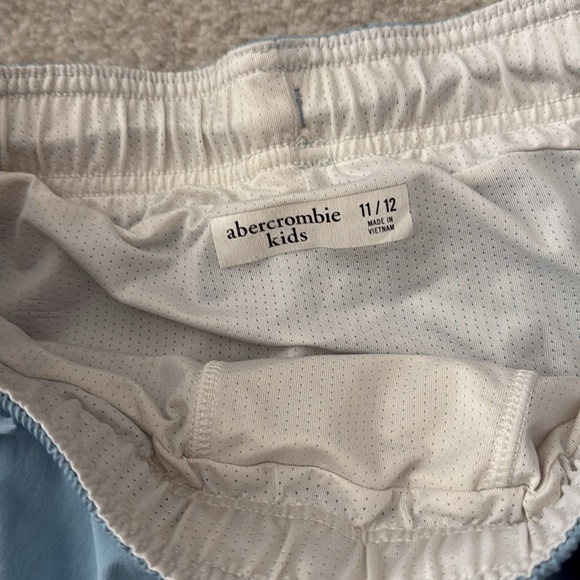 abercrombie
kids
11 / 12
MADE IN
VIETNAM